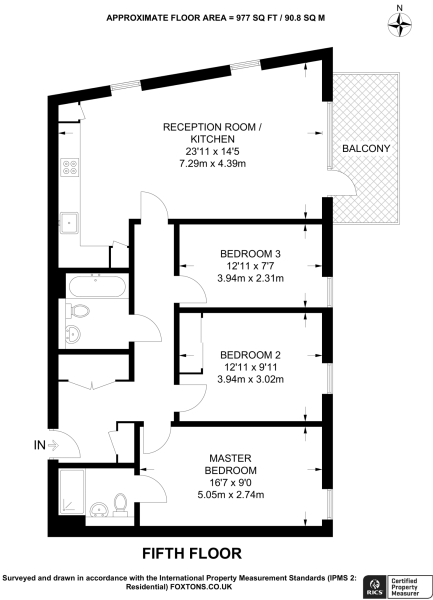 APPROXIMATE FLOOR AREA = 977 SQ FT / 90.8 SQ M
N
RECEPTION ROOM /
KITCHEN
23'11 x 14'5
7.29m x 4.39m
BALCONY
BEDROOM 3
12'11 x 7'7
3.94m x 2.31m
BEDROOM 2
12'11 x 9'11
3.94m x 3.02m
IN
MASTER
BEDROOM
16'7 x 9'0
5.05m x 2.74m
FIFTH FLOOR
Surveyed and drawn in accordance with the International Property Measurement Standards (IPMS 2:
Residential) FOXTONS.CO.UK
RICS
Certified
Property
Measurer